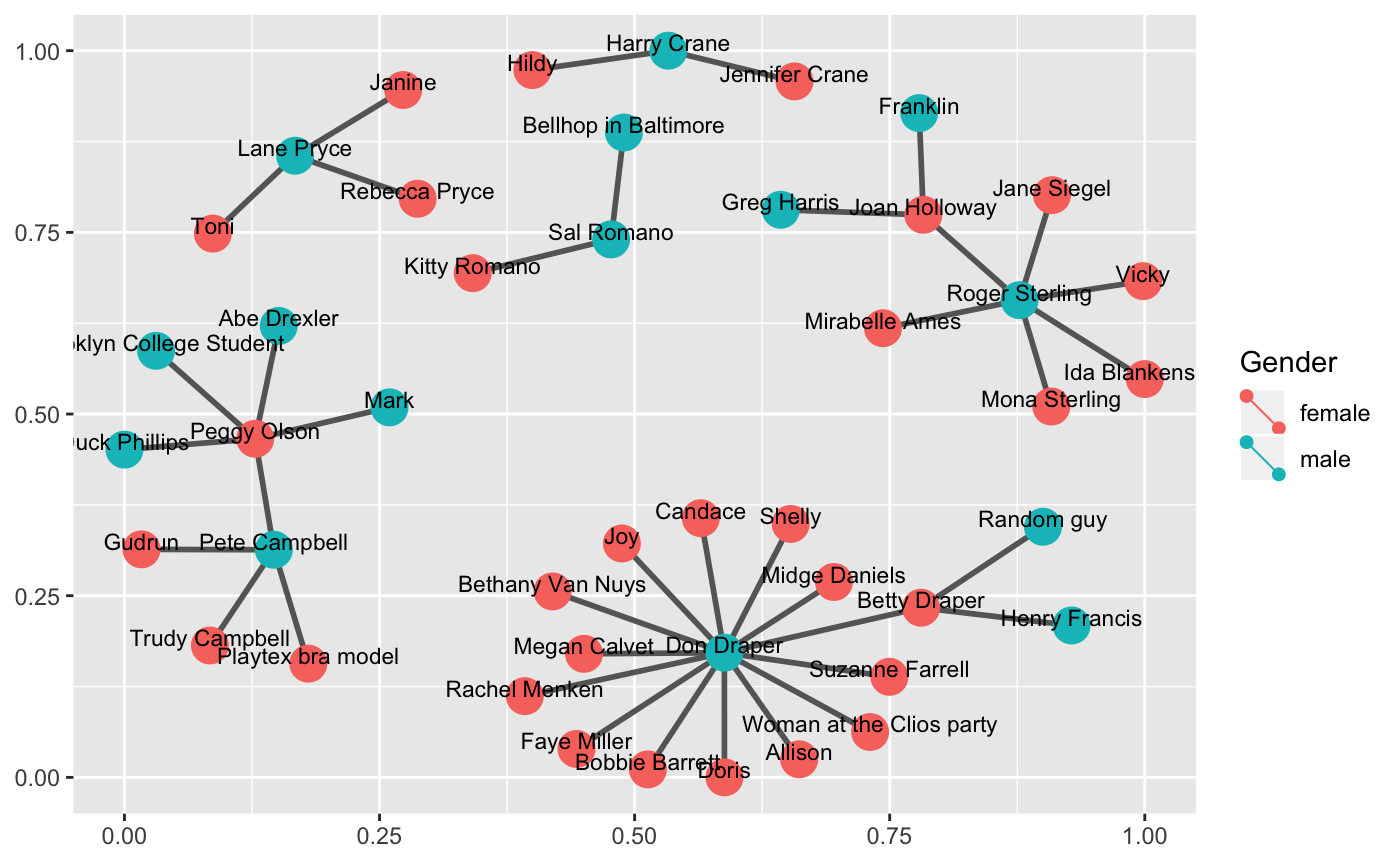 1.00
Harry Crane
Hildy
Jennifer Crane
Janine
Franklin
Bellhop in Baltimore
Lane Pryce
Rebecca Pryce
Jane Siegel
Greg Harris
Joan Holloway
Toni
0.75
Sal Romano
Kitty Romano
Vicky
Roger Sterling
Mirabelle Ames
Abe Drexler
oklyn College Student
Ida Blankens
Mark
Mona Sterling
0.50
Peggy Olson
uck Phillips
Gender
female
male
Candace
Shelly
Random guy
Joy
Gudrun
Pete Campbell
Bethany Van Nuys
Midge Daniels
0.25
Betty Draper
Henry Francis
Trudy Campbell
Playtex bra model
Megan Calvet
Don Draper
Suzanne Farrell
Rachel Menken
Woman at the Clios party
Faye Miller
Bobbie Barrett
Doris
Allison
0.00
0.00
0.25
0.50
0.75
1.00